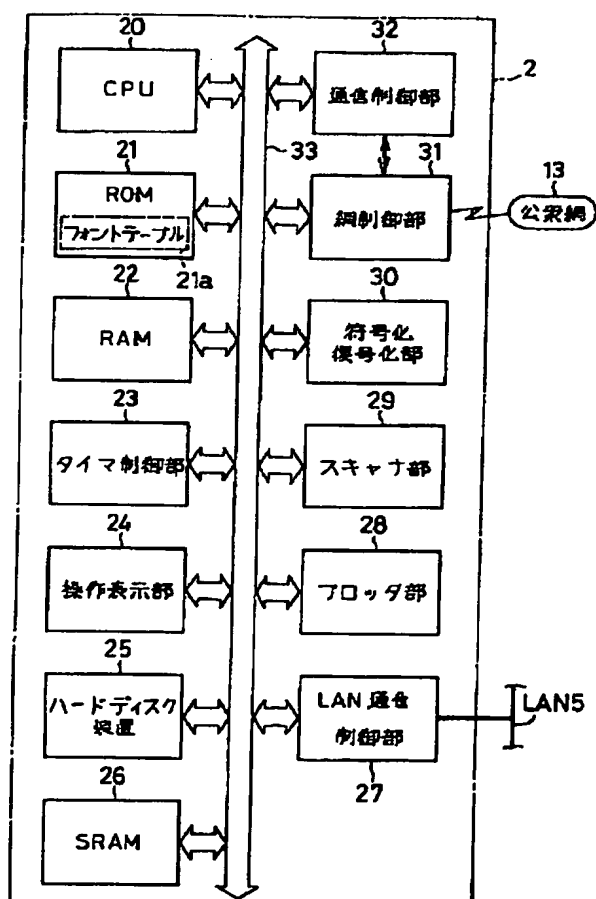 20
CPU
32
通信制御部
2
33
21
ROM
フォントテーブル
21a
31
網制御部
13
公衆網
22
RAM
30
符号化
復号化部
23
タイマ制御部
29
スキャナ部
24
操作表示部
28
プロッタ部
25
ハードディスク
装置
LAN通信
制御部
27
LAN5
26
SRAM